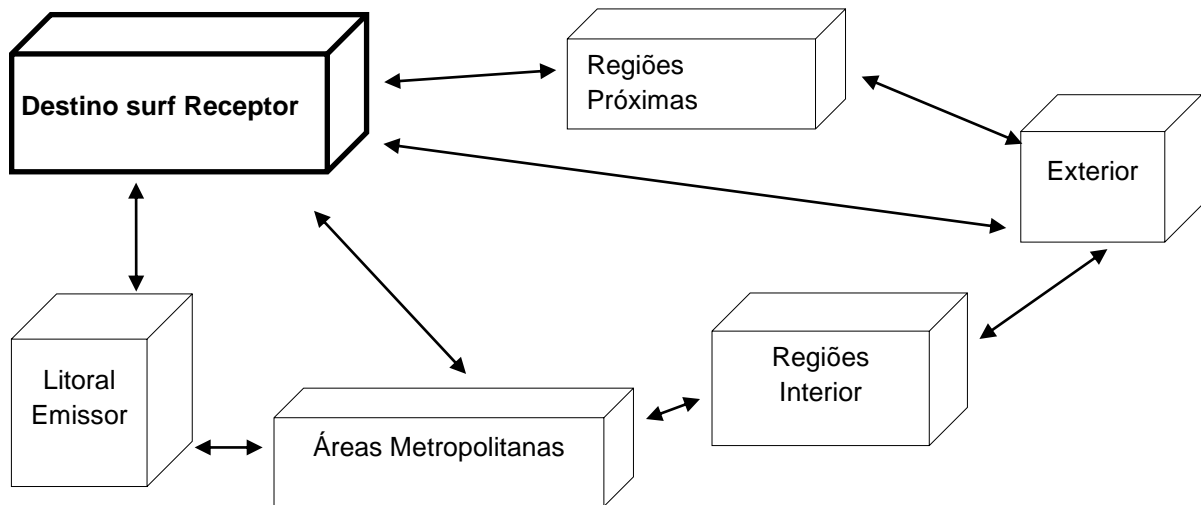 Destino surf Receptor
Regiões
Próximas
Exterior
Litoral
Emissor
Áreas Metropolitanas
Regiões
Interior